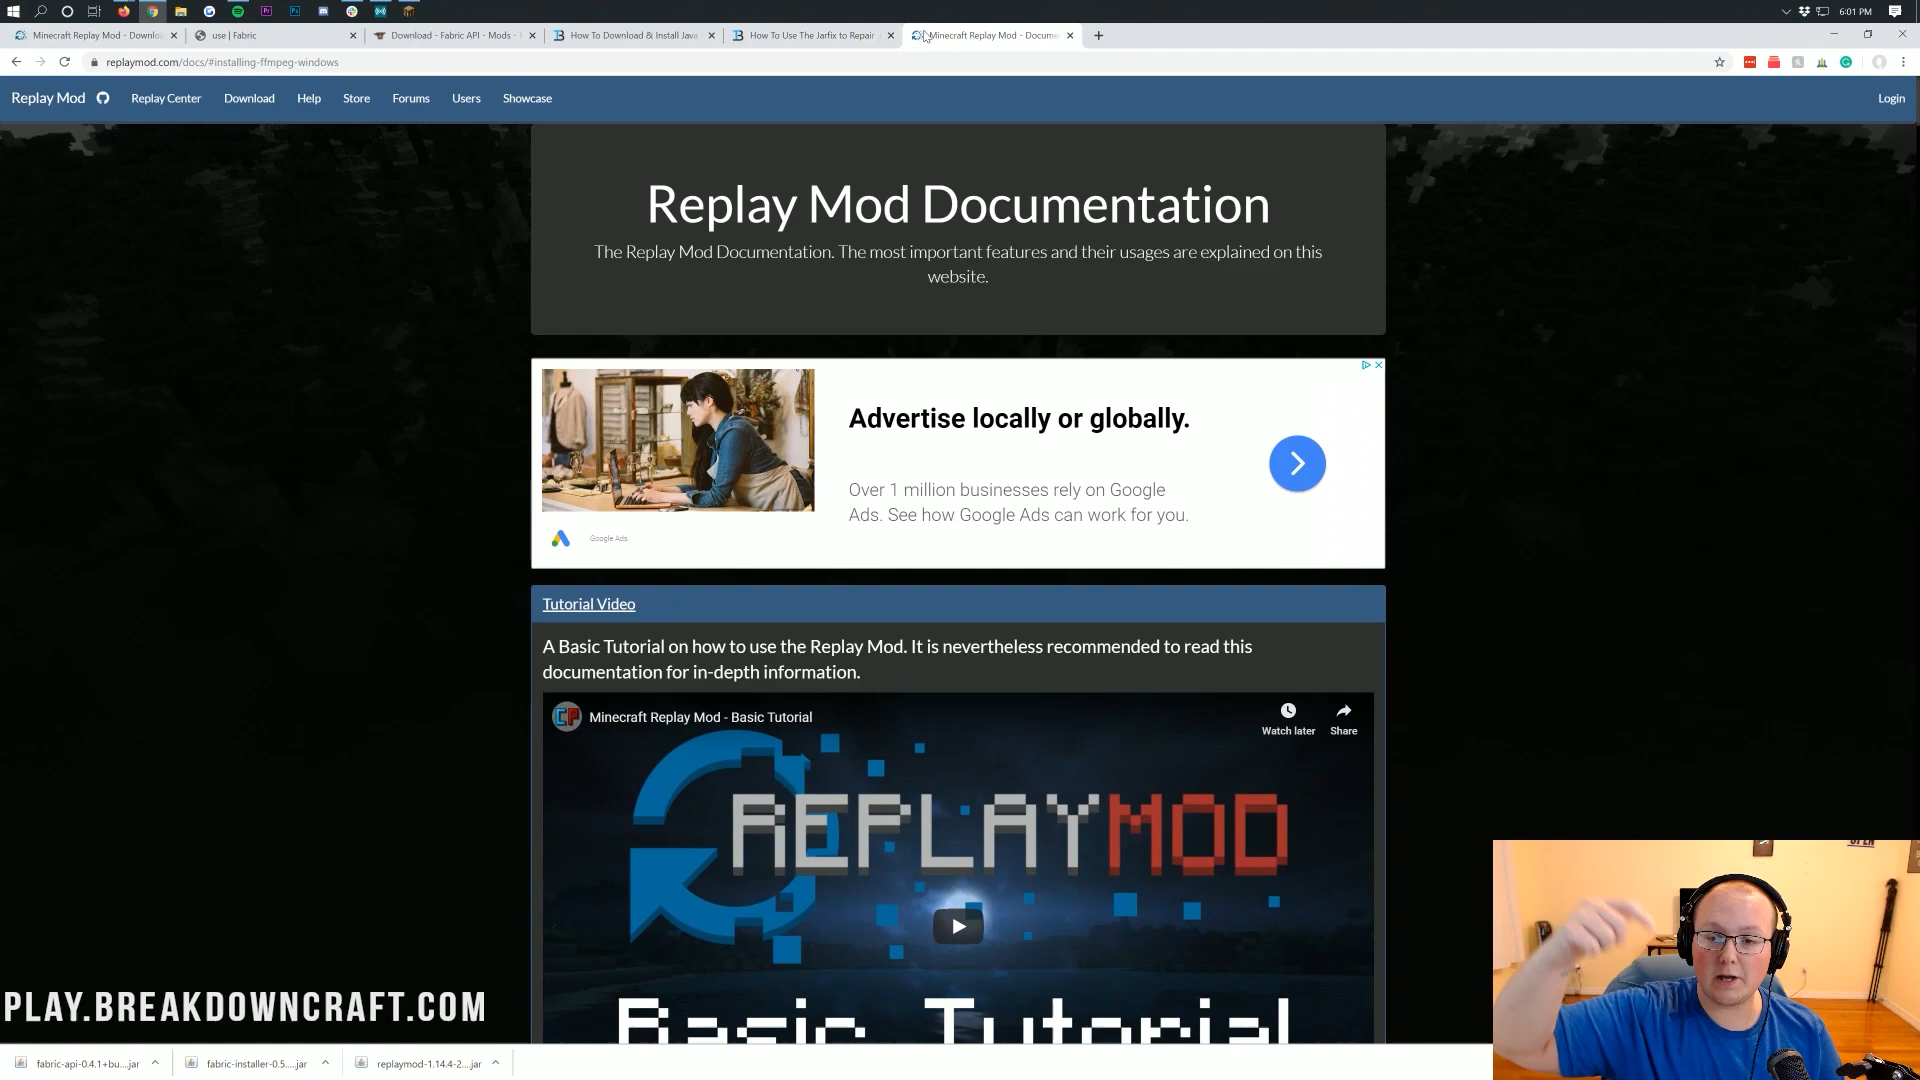 6:01 PM
Minecraft Replay Mod - Downlo
use | Fabric
Download - Fabric API - Mods -
How To Download & Install Java
How To Use The Jarfix to Repair
Minecraft Replay Mod - Docume
replaymod.com/docs/#installing-ffmpeg-windows
Replay Mod
Replay Center
Download
Help
Store
Forums
Users
Showcase
Login
Replay Mod Documentation
The Replay Mod Documentation. The most important features and their usages are explained on this
website.
Advertise locally or globally.
Over 1 million businesses rely on Google
Ads. See how Google Ads can work for you.
Google Ads
Tutorial Video
A Basic Tutorial on how to use the Replay Mod. It is nevertheless recommended to read this
documentation for in-depth information.
Minecraft Replay Mod - Basic Tutorial
Watch later
Share
REPLAYMOD
Basic Tutorial
PLAY.BREAKDOWNCRAFT.COM
fabric-api-0.4.1+bu....jar
fabric-installer-0.5....jar
replaymod-1.14.4-2....jar